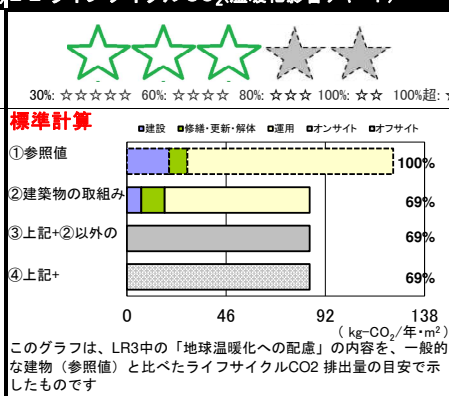 30%: ☆☆☆☆☆ 60%: ☆☆☆☆ 80%: ☆☆☆ 100%: ☆☆ 100%超: ☆
標準計算
■建設 ■修繕・更新・解体 ■運用 ■オンサイト ■オフサイト
①参照値 100%
②建築物の取組み 69%
③上記+②以外の 69%
④上記+ 69%
0 46 92 138
( kg-CO₂/年・m² )
このグラフは、LR3中の「地球温暖化への配慮」の内容を、一般的
な建物（参照値）と比べたライフサイクルCO2 排出量の目安で示
したものです